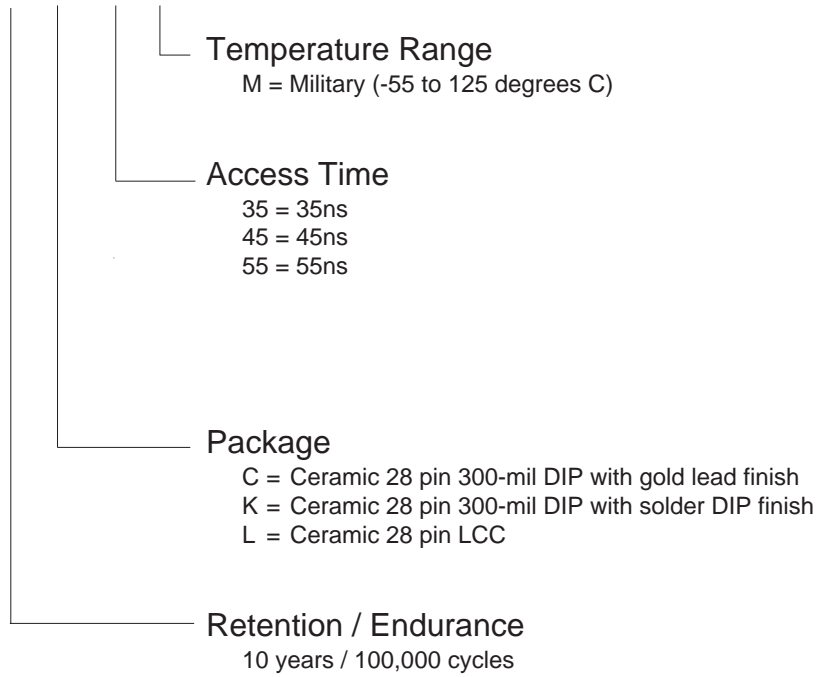 Temperature Range
M = Military (-55 to 125 degrees C)
Access Time
35 = 35ns
45 = 45ns
55 = 55ns
Package
C = Ceramic 28 pin 300-mil DIP with gold lead finish
K = Ceramic 28 pin 300-mil DIP with solder DIP finish
L = Ceramic 28 pin LCC
Retention / Endurance
10 years / 100,000 cycles